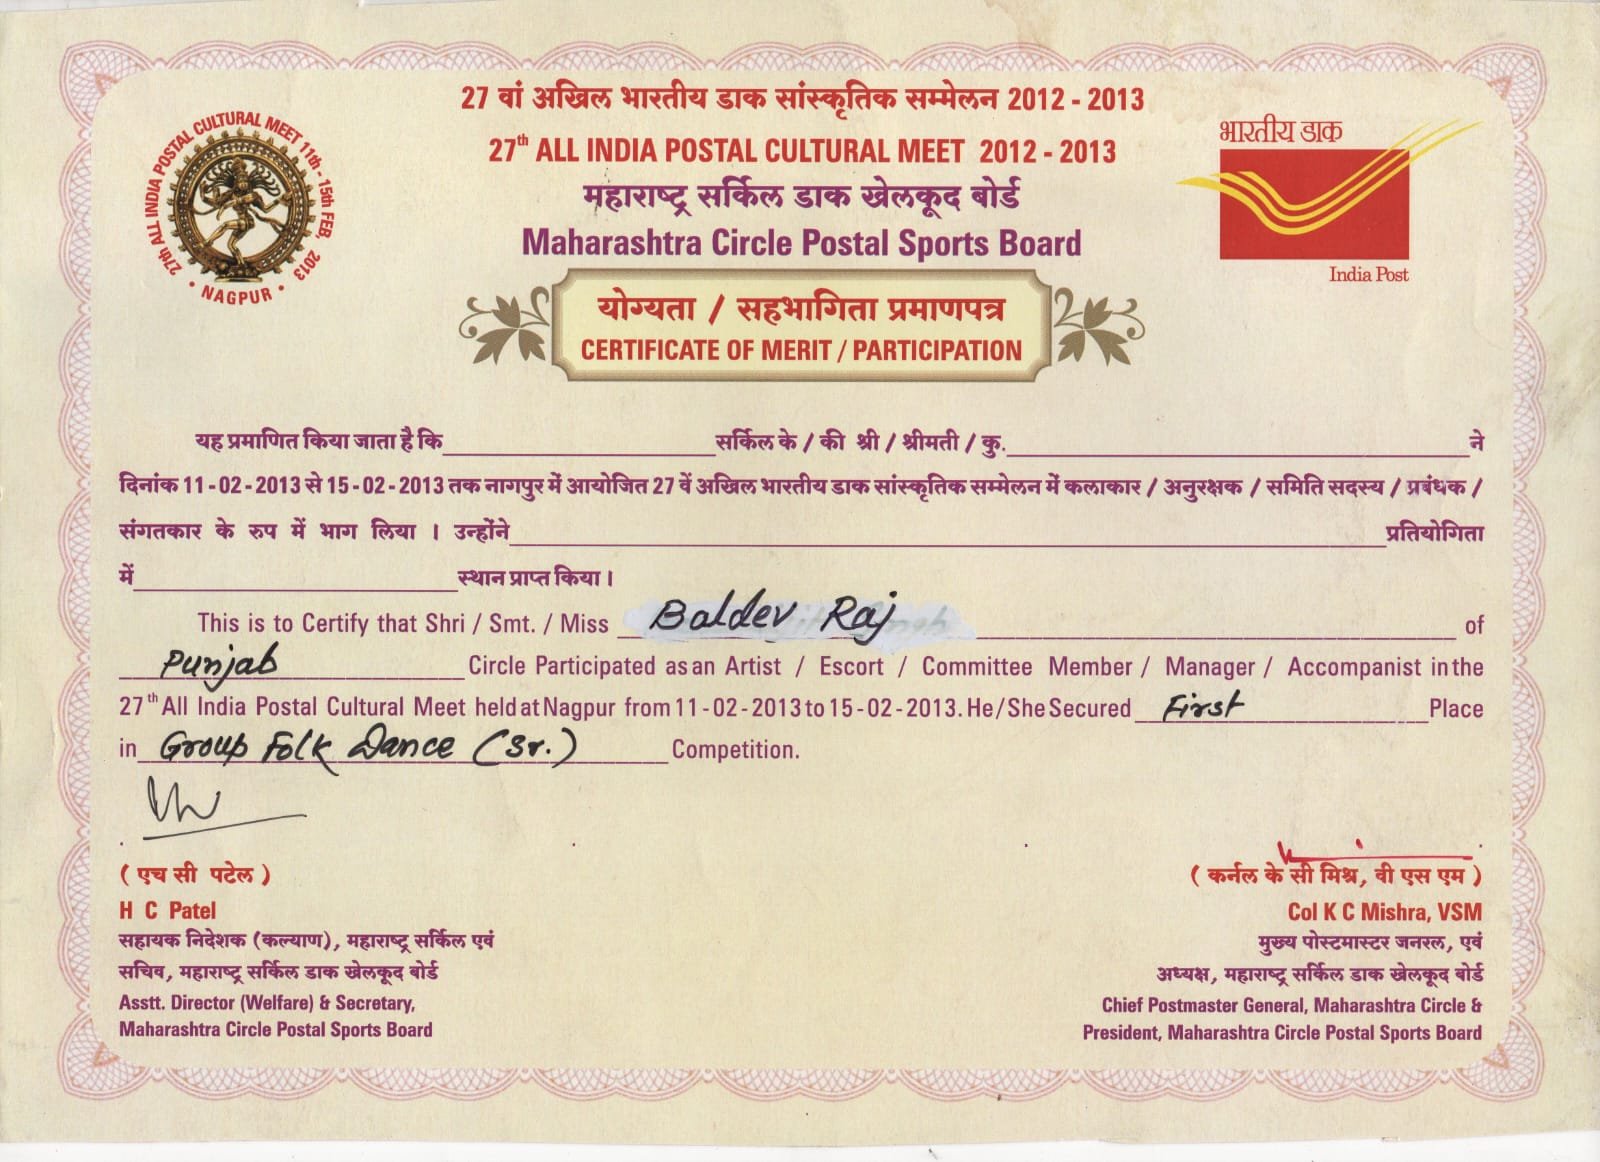 27 वां अखिल भारतीय डाक सांस्कृतिक सम्मेलन 2012 - 2013
27th ALL INDIA POSTAL CULTURAL MEET 2012 - 2013
महाराष्ट्र सर्किल डाक खेलकूद बोर्ड
Maharashtra Circle Postal Sports Board
27th ALL INDIA POSTAL CULTURAL MEET 11th - 15th FEB, 2013
• NAGPUR •
भारतीय डाक
India Post
योग्यता / सहभागिता प्रमाणपत्र
CERTIFICATE OF MERIT / PARTICIPATION
यह प्रमाणित किया जाता है कि सर्किल के / की श्री / श्रीमती / कु. ने
दिनांक 11 - 02 - 2013 से 15 - 02 - 2013 तक नागपुर में आयोजित 27 वें अखिल भारतीय डाक सांस्कृतिक सम्मेलन में कलाकार / अनुरक्षक / समिति सदस्य / प्रबंधक /
संगतकार के रुप में भाग लिया । उन्होंने प्रतियोगिता
में स्थान प्राप्त किया ।
This is to Certify that Shri / Smt. / Miss Baldev Raj of
Punjab Circle Participated as an Artist / Escort / Committee Member / Manager / Accompanist in the
27th All India Postal Cultural Meet held at Nagpur from 11 - 02 - 2013 to 15 - 02 - 2013. He / She Secured First Place
in Group Folk Dance (Sr.) Competition.
( एच सी पटेल )
H C Patel
सहायक निदेशक (कल्याण), महाराष्ट्र सर्किल एवं
सचिव, महाराष्ट्र सर्किल डाक खेलकूद बोर्ड
Asstt. Director (Welfare) & Secretary,
Maharashtra Circle Postal Sports Board
( कर्नल के सी मिश्र, वी एस एम )
Col K C Mishra, VSM
मुख्य पोस्टमास्टर जनरल, एवं
अध्यक्ष, महाराष्ट्र सर्किल डाक खेलकूद बोर्ड
Chief Postmaster General, Maharashtra Circle &
President, Maharashtra Circle Postal Sports Board